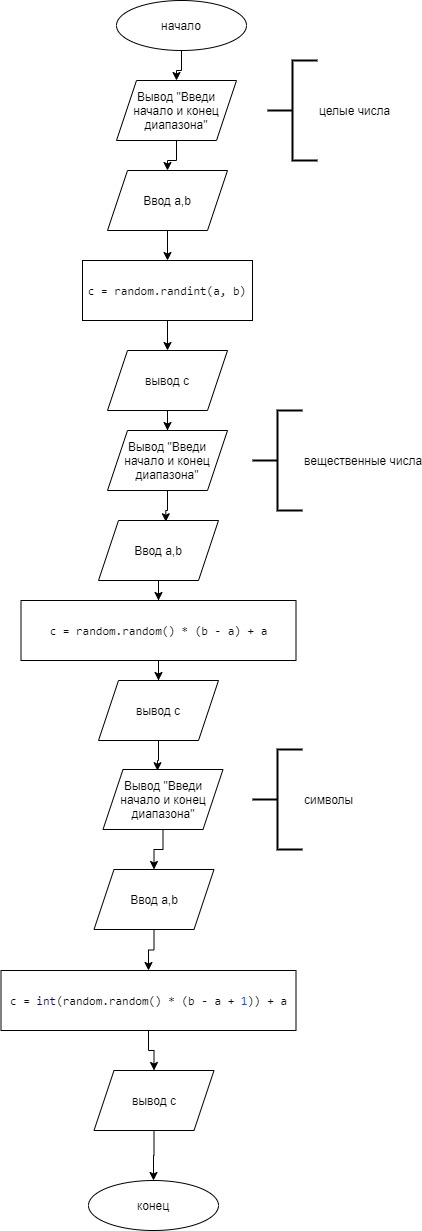 начало
Вывод "Введи
начало и конец
диапазона"
целые числа
Ввод a,b
c = random.randint(a, b)
вывод c
Вывод "Введи
начало и конец
диапазона"
вещественные числа
Ввод a,b
c = random.random() * (b - a) + a
вывод c
Вывод "Введи
начало и конец
диапазона"
символы
Ввод a,b
c = int(random.random() * (b - a + 1)) + a
вывод c
конец